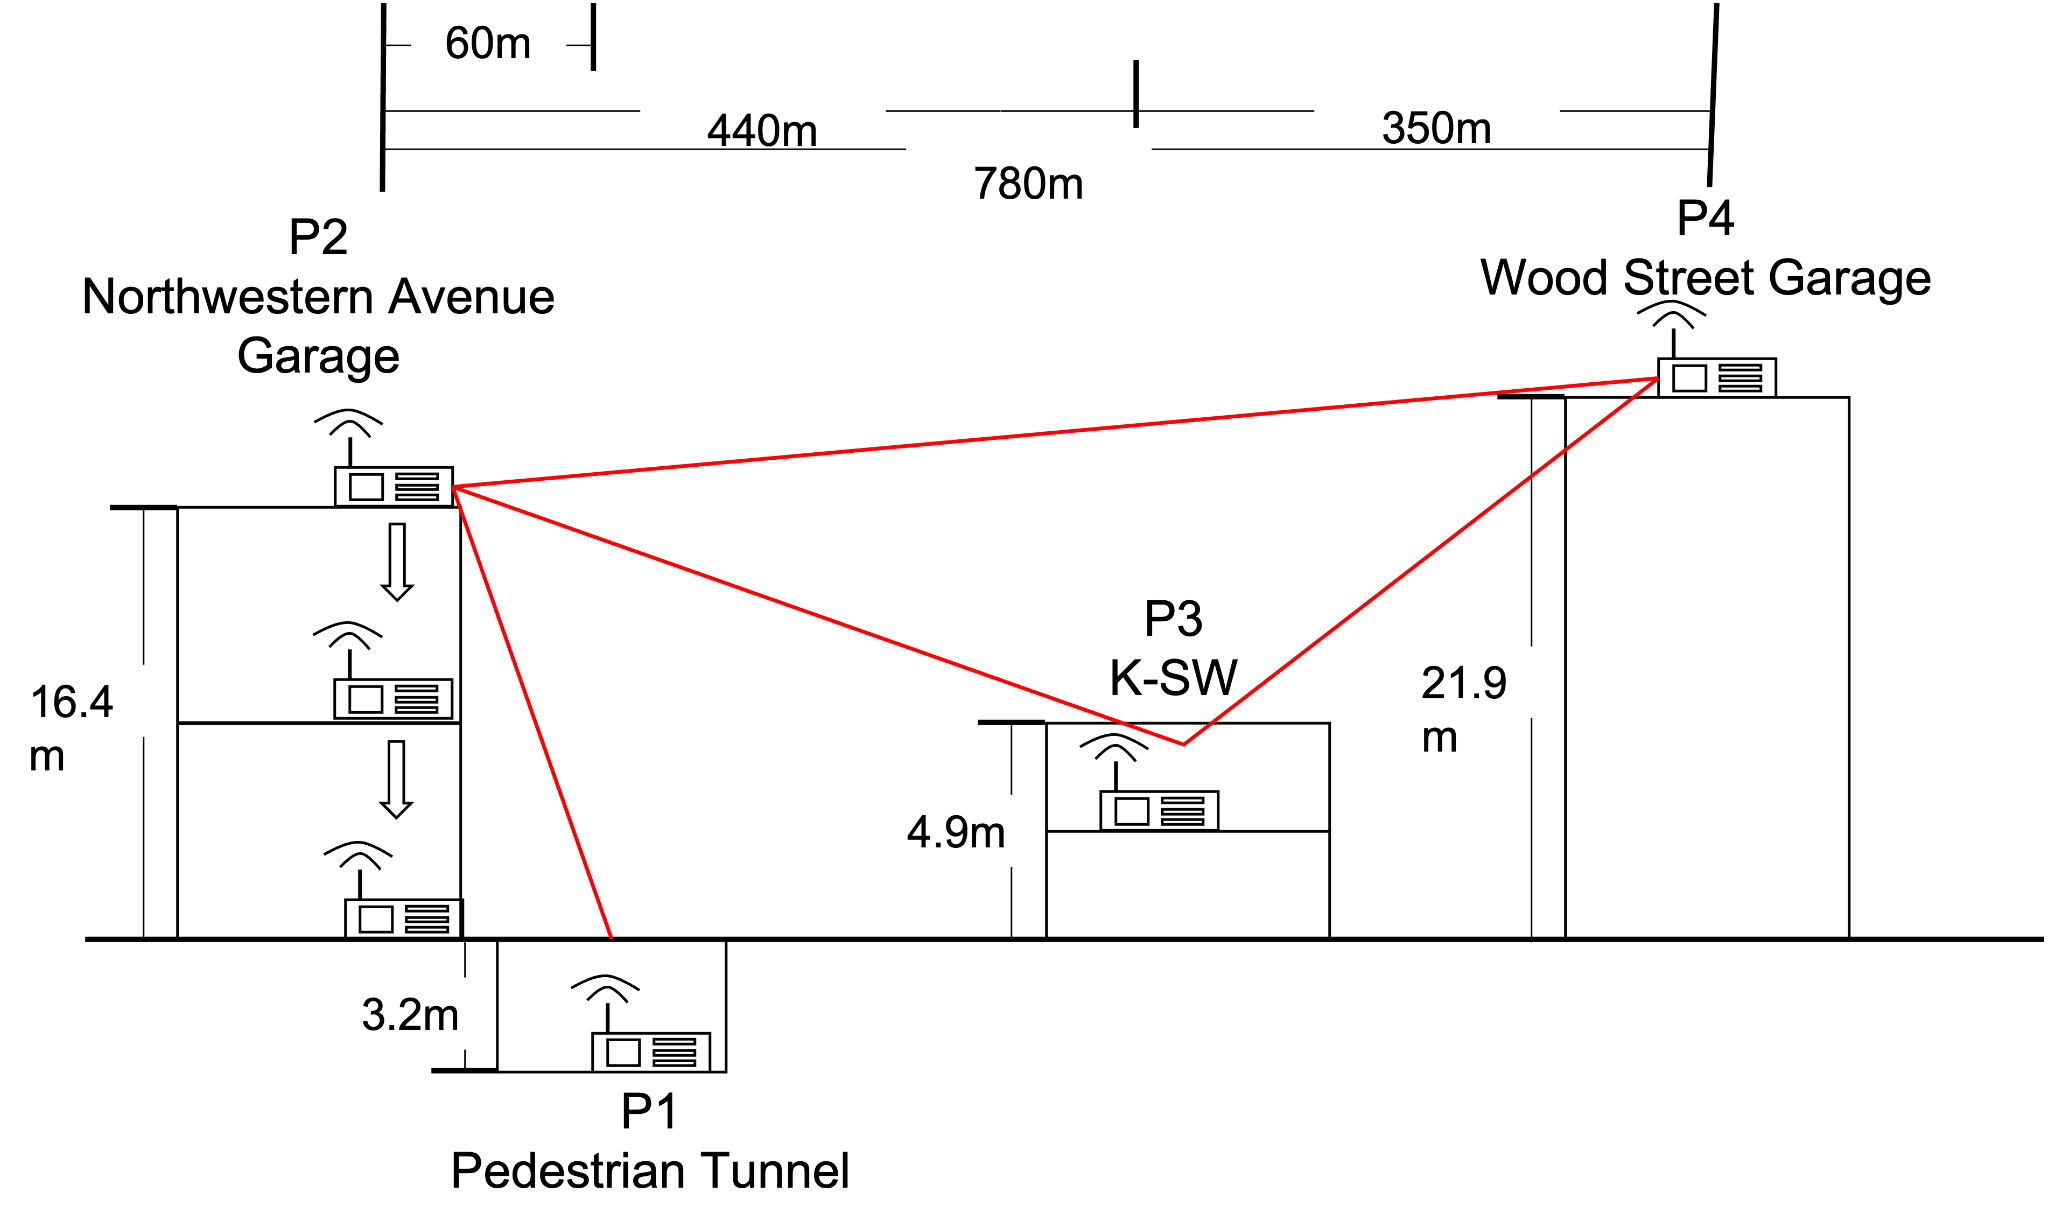 60m
440m
350m
780m
P2
Northwestern Avenue
Garage
P4
Wood Street Garage
P3
K-SW
16.4
m
21.9
m
4.9m
3.2m
P1
Pedestrian Tunnel